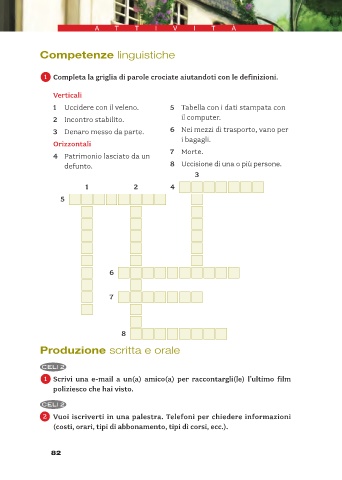 ATTIVITÀ
Competenze linguistiche
1 Completa la griglia di parole crociate aiutandoti con le definizioni.
Verticali
1 Uccidere con il veleno.
2 Incontro stabilito.
3 Denaro messo da parte.
Orizzontali
4 Patrimonio lasciato da un
defunto.
5 Tabella con i dati stampata con
il computer.
6 Nei mezzi di trasporto, vano per
i bagagli.
7 Morte.
8 Uccisione di una o più persone.
3
1 2 4
5
6
7
8
Produzione scritta e orale
CELI 2
1 Scrivi una e-mail a un(a) amico(a) per raccontargli(le) l'ultimo film
poliziesco che hai visto.
CELI 2
2 Vuoi iscriverti in una palestra. Telefoni per chiedere informazioni
(costi, orari, tipi di abbonamento, tipi di corsi, ecc.).
82